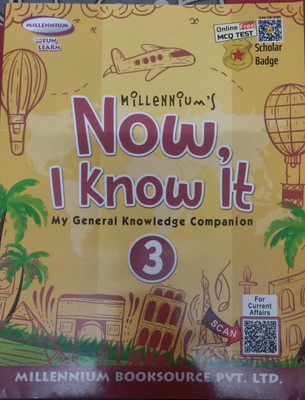 MILLENNIUM
FUN
LEARN
Online Free
MCQ TEST
Scholar
Badge
MILLENNIUM'S
Now,
I Know it
My General Knowledge Companion
3
For
Current
Affairs
SCAN
MILLENNIUM BOOKSOURCE PVT. LTD.